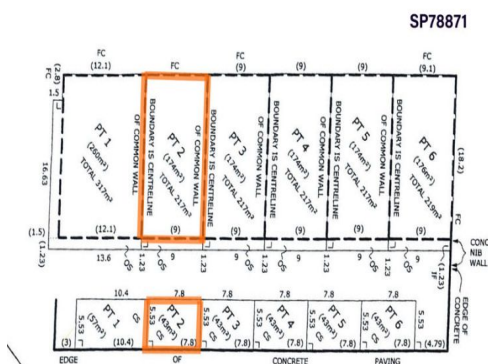 SP78871
FC FC FC FC
(12.1) (9) (9) (9) (9.1)
(2.8)
1.5
PT 1
(260m²)
TOTAL 317m²
BOUNDARY IS CENTRELINE
OF COMMON WALL
PT 2
(174m²)
TOTAL 217m²
BOUNDARY IS CENTRELINE
OF COMMON WALL
PT 3
(174m²)
TOTAL 217m²
BOUNDARY IS CENTRELINE
OF COMMON WALL
PT 4
(174m²)
TOTAL 217m²
BOUNDARY IS CENTRELINE
OF COMMON WALL
PT 5
(174m²)
TOTAL 217m²
BOUNDARY IS CENTRELINE
OF COMMON WALL
PT 6
(176m²)
TOTAL 219m²
(18.2)
FC
16.63
(12.1) (9) (9) (9) (9)
(1.5)
(1.23)
13.6 OS 1.23 OS 9 1.23 OS 9 1.23 OS 9 1.23 OS 9 1.23 OS 9 (1.23) IF
CONC
NIB
WALL
EDGE OF
CONCRETE
10.4 7.8 7.8 7.8 7.8 7.8
5.53 PT 1 (57m²) CS (10.4)
5.53 PT 2 (43m²) CS (7.8)
5.53 PT 3 (43m²) CS (7.8)
5.53 PT 4 (43m²) CS (7.8)
5.53 PT 5 (43m²) CS (7.8)
5.53 PT 6 (43m²) CS (7.8)
5.53 (4.79)
(3)
EDGE OF CONCRETE PAVING